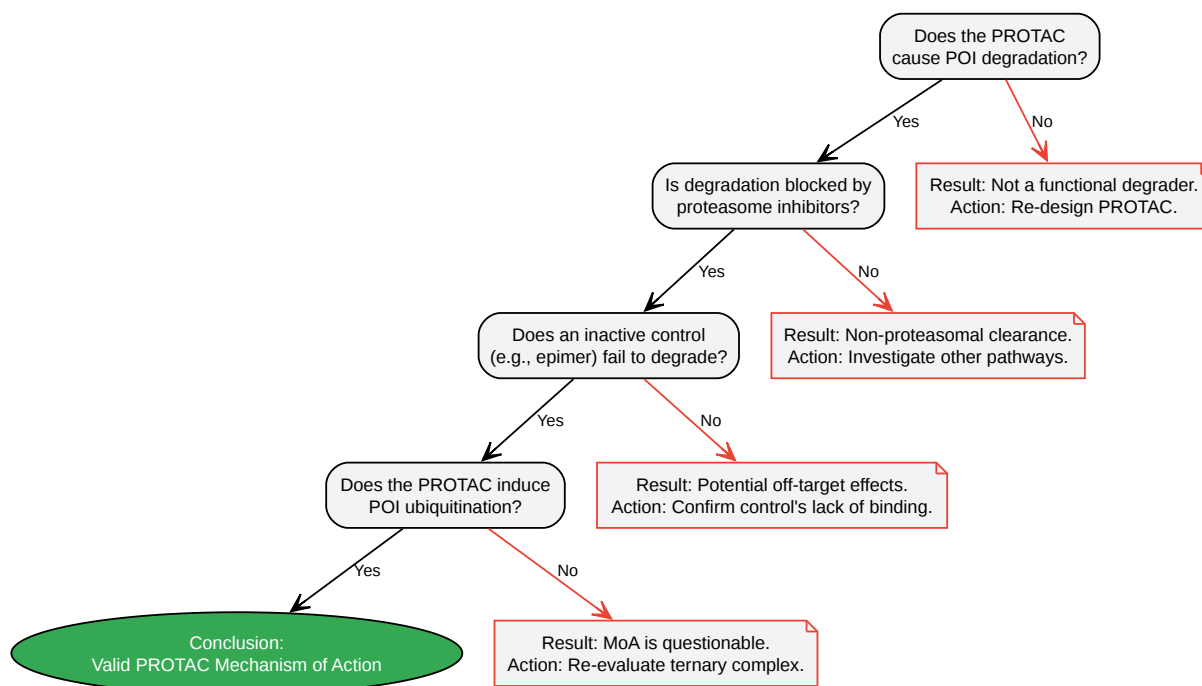 Does the PROTAC
cause POI degradation?
Yes
No
Is degradation blocked by
proteasome inhibitors?
Result: Not a functional degrader.
Action: Re-design PROTAC.
Yes
No
Does an inactive control
(e.g., epimer) fail to degrade?
Result: Non-proteasomal clearance.
Action: Investigate other pathways.
Yes
No
Does the PROTAC induce
POI ubiquitination?
Result: Potential off-target effects.
Action: Confirm control's lack of binding.
Yes
No
Conclusion:
Valid PROTAC Mechanism of Action
Result: MoA is questionable.
Action: Re-evaluate ternary complex.